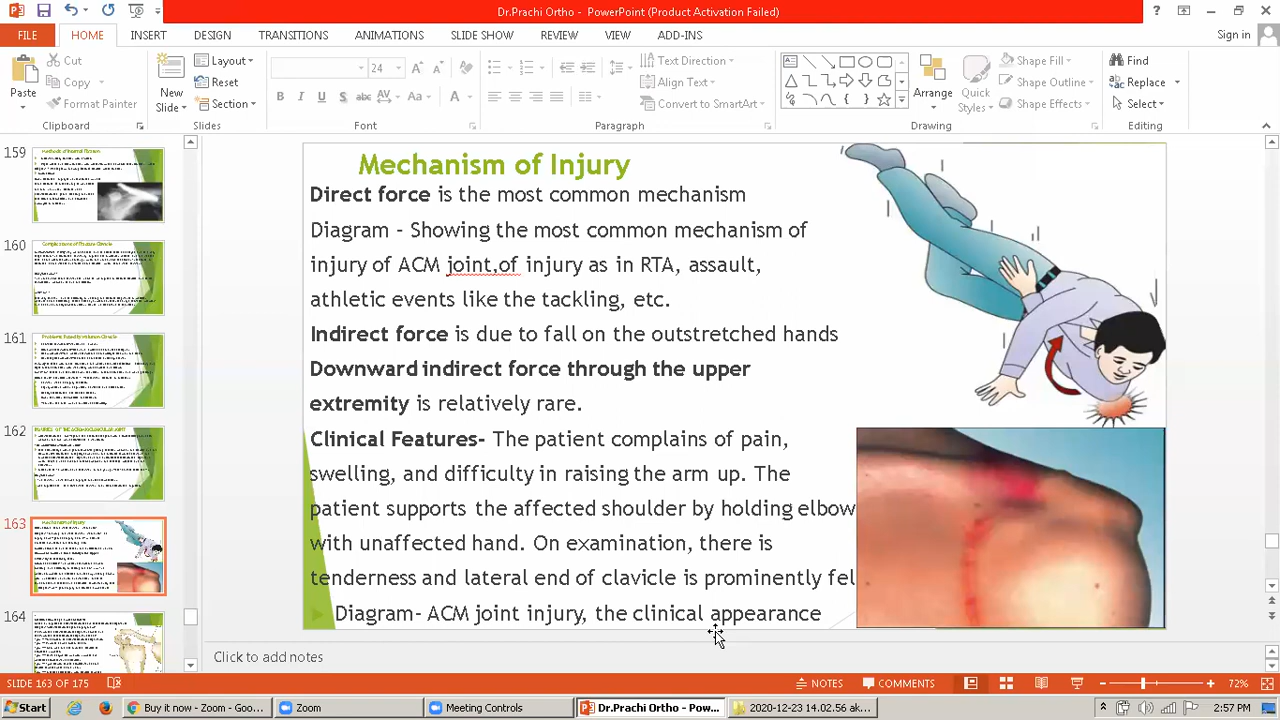 Dr.Prachi Ortho - PowerPoint (Product Activation Failed)
FILE HOME INSERT DESIGN TRANSITIONS ANIMATIONS SLIDE SHOW REVIEW VIEW ADD-INS Sign in
Paste Cut Copy Format Painter Clipboard
New Slide Layout Reset Section Slides
24 Font
Text Direction Align Text Convert to SmartArt Paragraph
Arrange Quick Styles Shape Fill Shape Outline Shape Effects Drawing
Find Replace Select Editing
159
160
161
162
163
164
Mechanism of Injury
Direct force is the most common mechanism
Diagram - Showing the most common mechanism of
injury of ACM joint,of injury as in RTA, assault,
athletic events like the tackling, etc.
Indirect force is due to fall on the outstretched hands
Downward indirect force through the upper
extremity is relatively rare.
Clinical Features- The patient complains of pain,
swelling, and difficulty in raising the arm up. The
patient supports the affected shoulder by holding elbow
with unaffected hand. On examination, there is
tenderness and lateral end of clavicle is prominently fel
Diagram- ACM joint injury, the clinical appearance
Click to add notes
SLIDE 163 OF 175 NOTES COMMENTS 72%
Start Buy it now - Zoom - Goo... Zoom Meeting Controls Dr.Prachi Ortho - Pow... 2020-12-23 14.02.56 ak... 2:57 PM